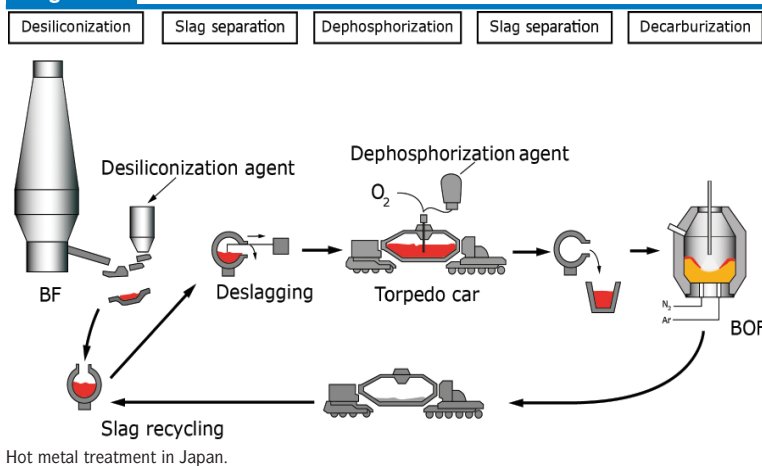 Desiliconization
Slag separation
Dephosphorization
Slag separation
Decarburization
Dephosphorization agent
Desiliconization agent
O₂
BF
Deslagging
Torpedo car
N₂
Ar
BOF
Slag recycling
Hot metal treatment in Japan.